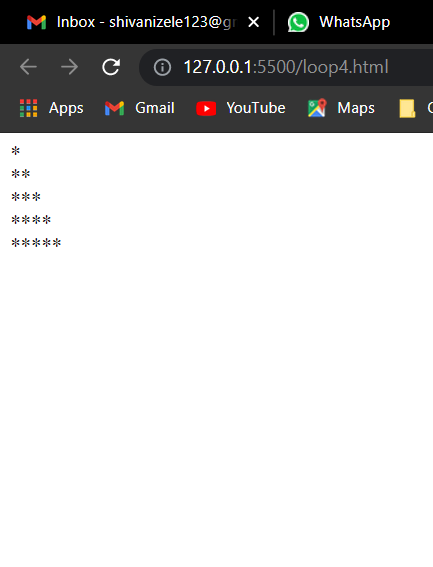 Inbox - shivanizele123@g
WhatsApp
127.0.0.1:5500/loop4.html
Apps
Gmail
YouTube
Maps
*
**
***
****
*****